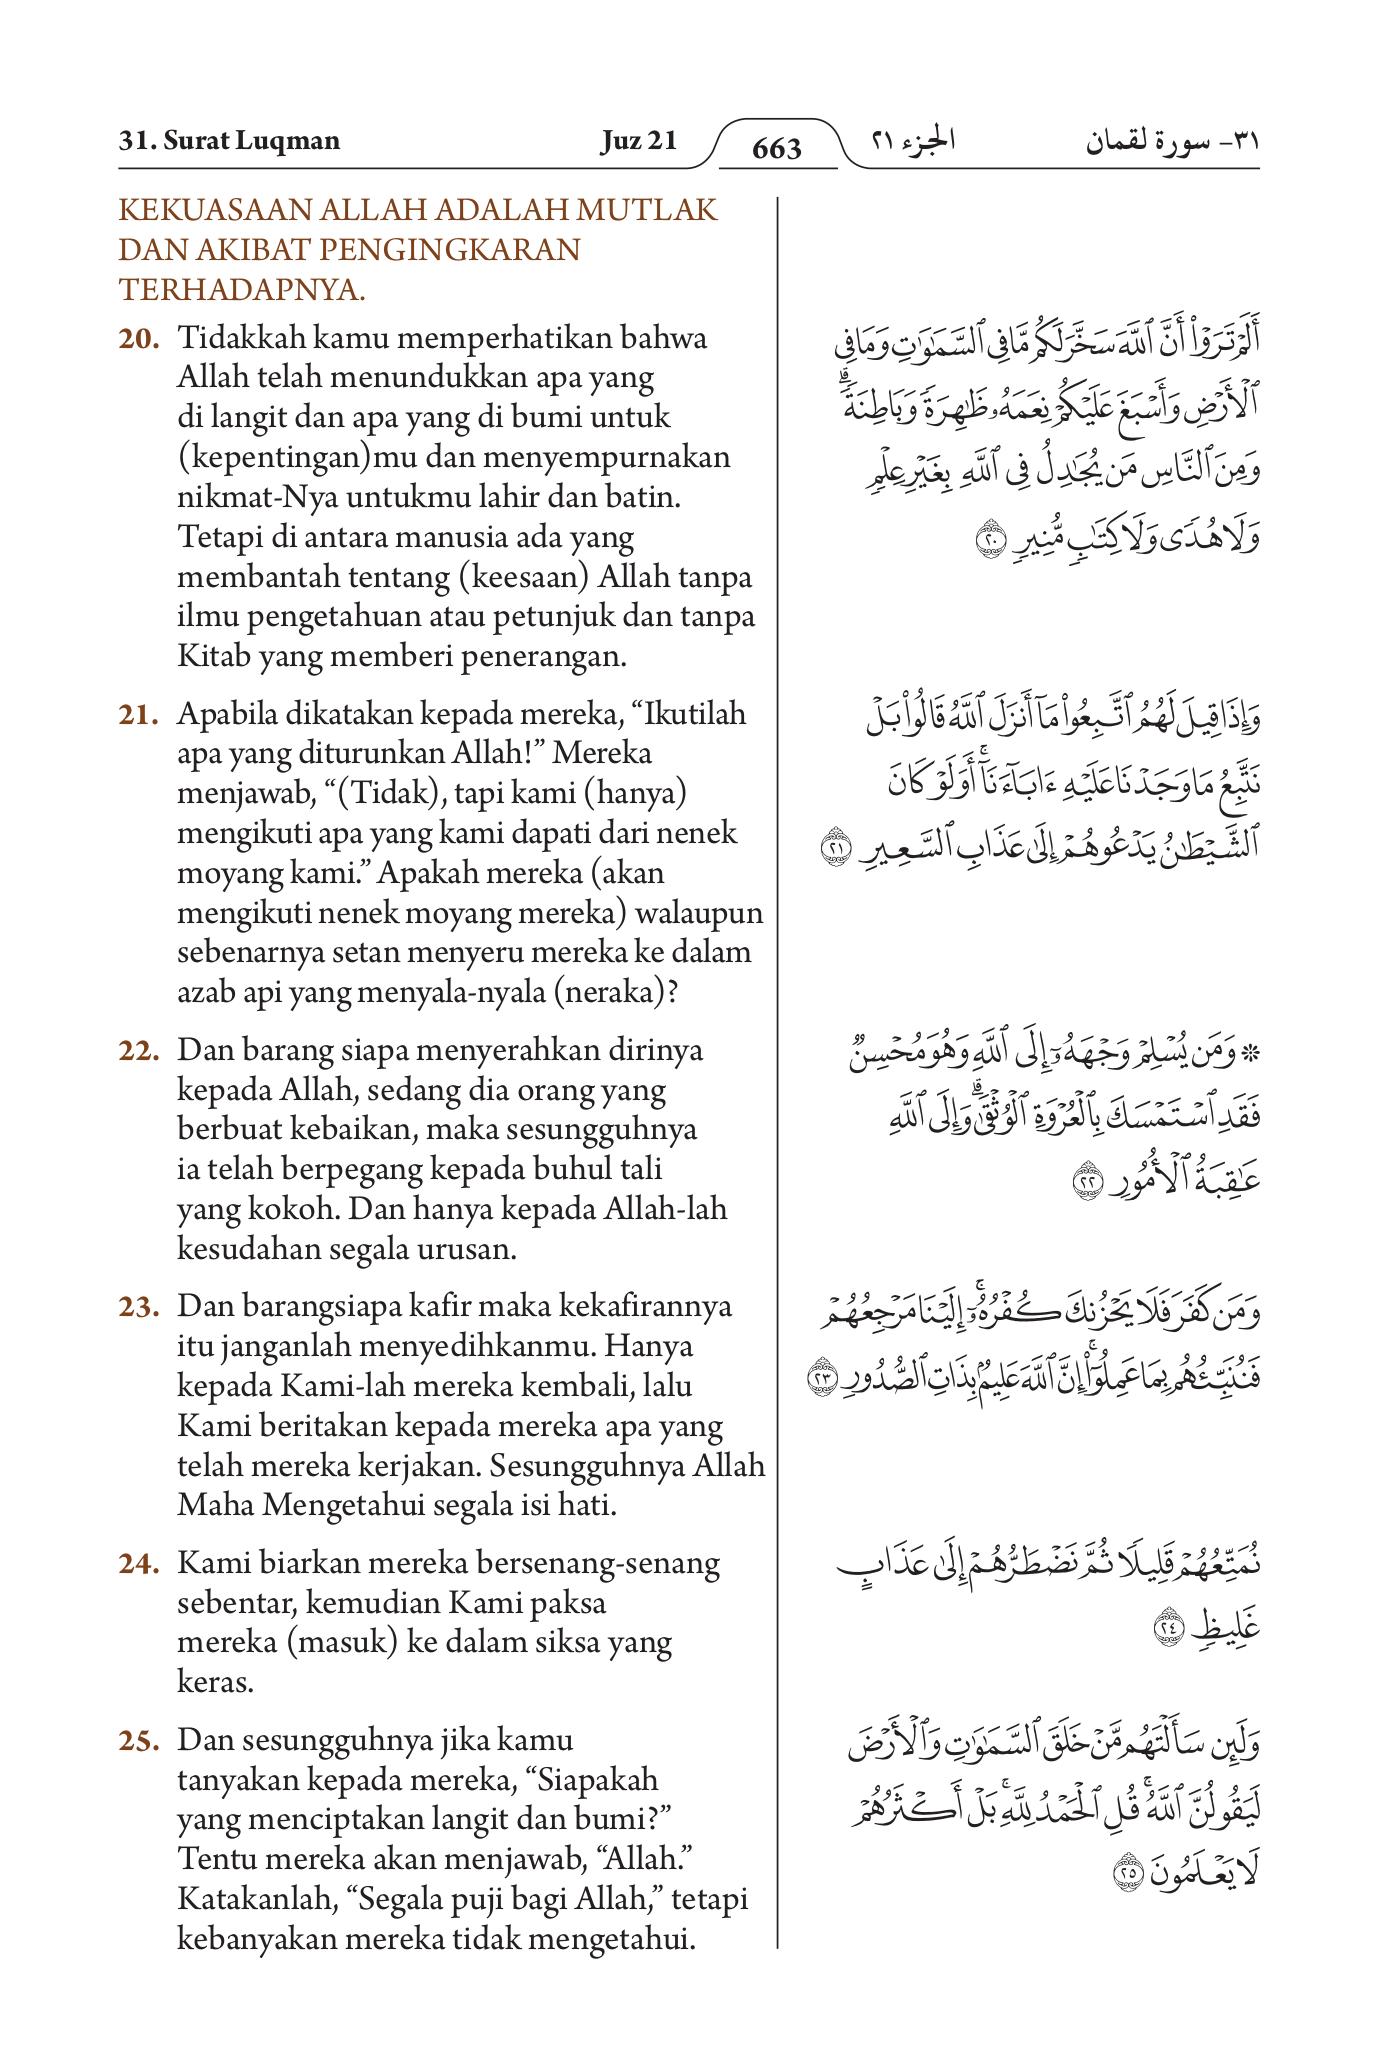 31. Surat Luqman
Juz 21
663
الجزء ٢١
٣١- سورة لقمان
KEKUASAAN ALLAH ADALAH MUTLAK
DAN AKIBAT PENGINGKARAN
TERHADAPNYA.
20. Tidakkah kamu memperhatikan bahwa
Allah telah menundukkan apa yang
di langit dan apa yang di bumi untuk
(kepentingan)mu dan menyempurnakan
nikmat-Nya untukmu lahir dan batin.
Tetapi di antara manusia ada yang
membantah tentang (keesaan) Allah tanpa
ilmu pengetahuan atau petunjuk dan tanpa
Kitab yang memberi penerangan.
21. Apabila dikatakan kepada mereka, “Ikutilah
apa yang diturunkan Allah!” Mereka
menjawab, “(Tidak), tapi kami (hanya)
mengikuti apa yang kami dapati dari nenek
moyang kami.” Apakah mereka (akan
mengikuti nenek moyang mereka) walaupun
sebenarnya setan menyeru mereka ke dalam
azab api yang menyala-nyala (neraka)?
22. Dan barang siapa menyerahkan dirinya
kepada Allah, sedang dia orang yang
berbuat kebaikan, maka sesungguhnya
ia telah berpegang kepada buhul tali
yang kokoh. Dan hanya kepada Allah-lah
kesudahan segala urusan.
23. Dan barangsiapa kafir maka kekafirannya
itu janganlah menyedihkanmu. Hanya
kepada Kami-lah mereka kembali, lalu
Kami beritakan kepada mereka apa yang
telah mereka kerjakan. Sesungguhnya Allah
Maha Mengetahui segala isi hati.
24. Kami biarkan mereka bersenang-senang
sebentar, kemudian Kami paksa
mereka (masuk) ke dalam siksa yang
keras.
25. Dan sesungguhnya jika kamu
tanyakan kepada mereka, “Siapakah
yang menciptakan langit dan bumi?”
Tentu mereka akan menjawab, “Allah.”
Katakanlah, “Segala puji bagi Allah,” tetapi
kebanyakan mereka tidak mengetahui.
أَلَمۡ تَرَوۡاْ أَنَّ ٱللَّهَ سَخَّرَ لَكُم مَّا فِي ٱلسَّمَٰوَٰتِ وَمَا فِي
ٱلۡأَرۡضِ وَأَسۡبَغَ عَلَيۡكُمۡ نِعَمَهُۥ ظَٰهِرَةٗ وَبَاطِنَةٗۗ
وَمِنَ ٱلنَّاسِ مَن يُجَٰدِلُ فِي ٱللَّهِ بِغَيۡرِ عِلۡمٖ
وَلَا هُدٗى وَلَا كِتَٰبٖ مُّنِيرٖ ٢٠
وَإِذَا قِيلَ لَهُمُ ٱتَّبِعُواْ مَآ أَنزَلَ ٱللَّهُ قَالُواْ بَلۡ
نَتَّبِعُ مَا وَجَدۡنَا عَلَيۡهِ ءَابَآءَنَآۚ أَوَلَوۡ كَانَ
ٱلشَّيۡطَٰنُ يَدۡعُوهُمۡ إِلَىٰ عَذَابِ ٱلسَّعِيرِ ٢١
۞ وَمَن يُسۡلِمۡ وَجۡهَهُۥٓ إِلَى ٱللَّهِ وَهُوَ مُحۡسِنٞ
فَقَدِ ٱسۡتَمۡسَكَ بِٱلۡعُرۡوَةِ ٱلۡوُثۡقَىٰۗ وَإِلَى ٱللَّهِ
عَٰقِبَةُ ٱلۡأُمُورِ ٢٢
وَمَن كَفَرَ فَلَا يَحۡزُنكَ كُفۡرُهُۥٓۚ إِلَيۡنَا مَرۡجِعُهُمۡ
فَنُنَبِّئُهُم بِمَا عَمِلُوٓاْۚ إِنَّ ٱللَّهَ عَلِيمُۢ بِذَاتِ ٱلصُّدُورِ ٢٣
نُمَتِّعُهُمۡ قَلِيلٗا ثُمَّ نَضۡطَرُّهُمۡ إِلَىٰ عَذَابٍ
غَلِيظٖ ٢٤
وَلَئِن سَأَلۡتَهُم مَّنۡ خَلَقَ ٱلسَّمَٰوَٰتِ وَٱلۡأَرۡضَ
لَيَقُولُنَّ ٱللَّهُۚ قُلِ ٱلۡحَمۡدُ لِلَّهِۚ بَلۡ أَكۡثَرُهُمۡ
لَا يَعۡلَمُونَ ٢٥